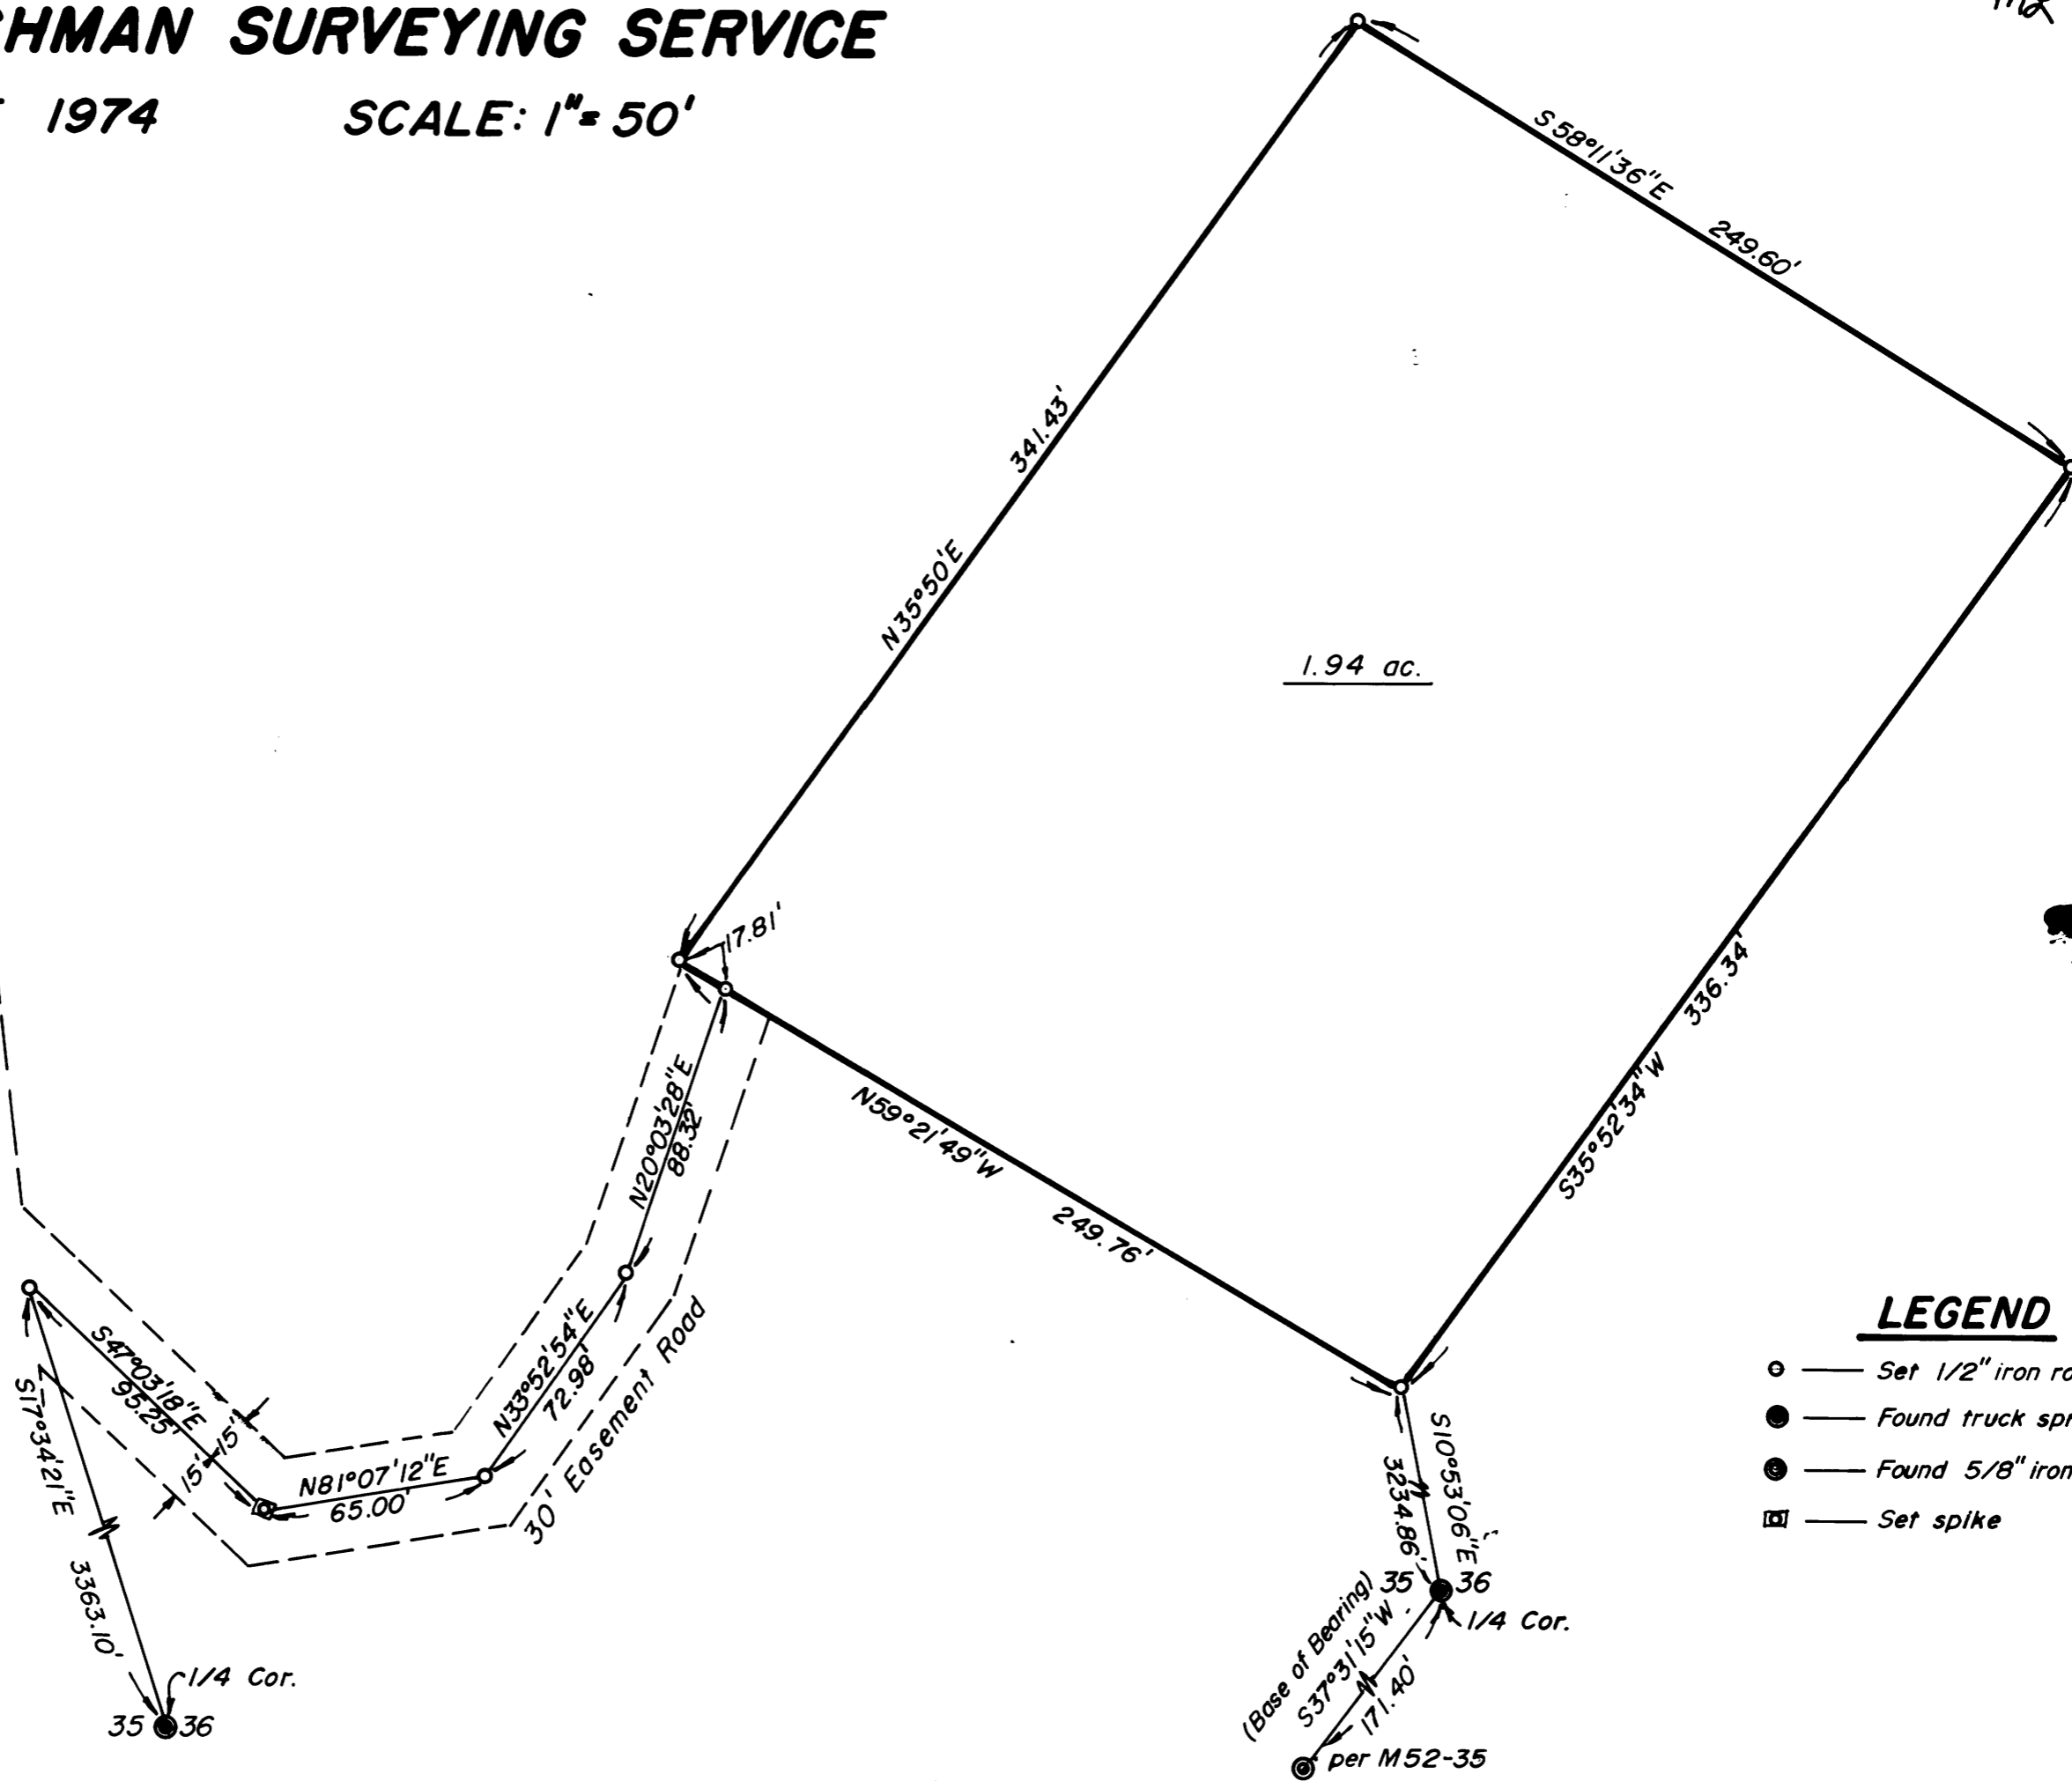 HMAN SURVEYING SERVICE
1974 SCALE: 1"= 50'
S58°11'36"E 249.60'
341.43'
N35°50'E
1.94 ac.
17.81'
336.34'
S35°52'34"W
N59°21'49"W
249.76'
N20°03'28"E
88.32'
N33°52'54"E
72.98'
30' Easement Road
S47°03'18"E
95.25'
15'
15'
N81°07'12"E
65.00'
S17°34'21"E
3363.10'
1/4 Cor.
35 36
S10°53'06"E
3234.86'
35 36
1/4 Cor.
(Base of Bearing)
S37°31'15"W
171.40'
per M52-35
LEGEND
Set 1/2" iron
Found truck
Found 5/8" iron
Set spike